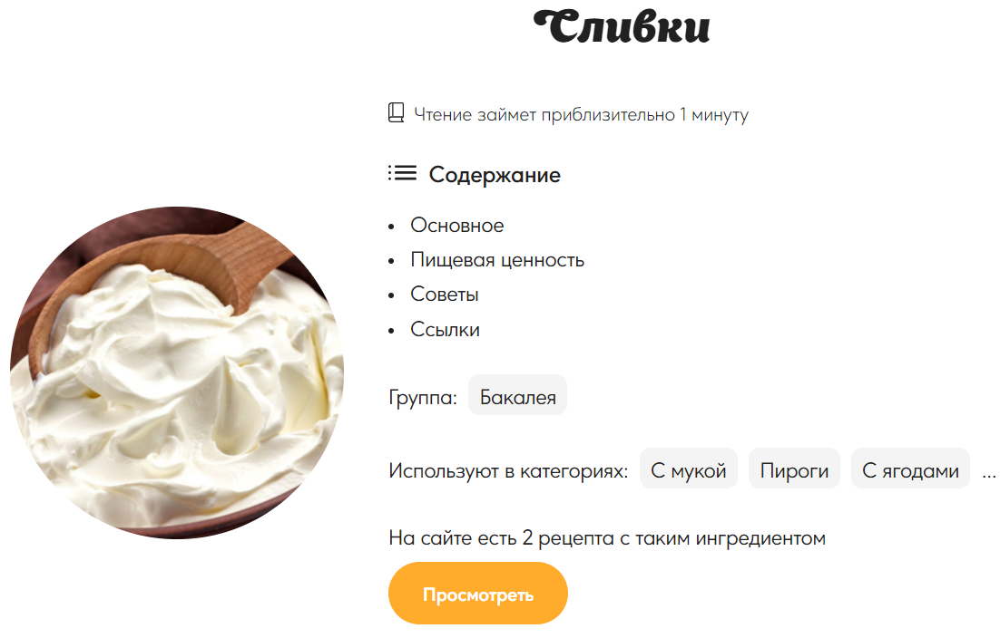 Сливки
Чтение займет приблизительно 1 минуту
Содержание
• Основное
• Пищевая ценность
• Советы
• Ссылки
Группа: Бакалея
Используют в категориях: С мукой Пироги С ягодами ...
На сайте есть 2 рецепта с таким ингредиентом
Просмотреть